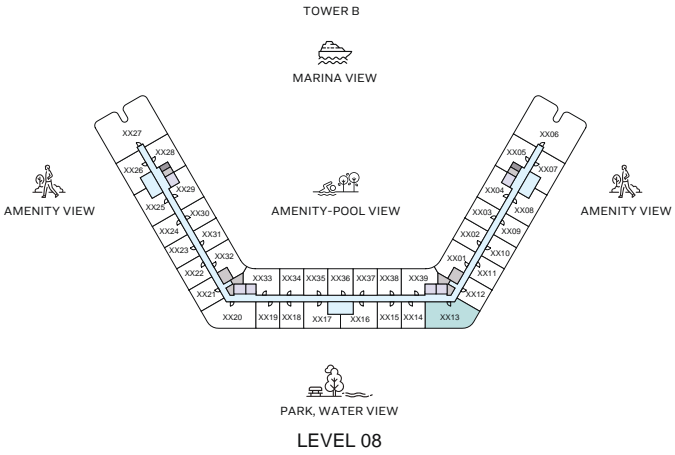 TOWER B
MARINA VIEW
XX27
XX06
XX28
XX05
XX26
XX07
XX29
XX04
XX25
XX08
XX30
XX03
XX24
XX09
XX31
XX02
XX23
XX10
XX32
XX01
XX22
XX11
XX21
XX12
XX33
XX34
XX35
XX36
XX37
XX38
XX39
XX20
XX19
XX18
XX17
XX16
XX15
XX14
XX13
AMENITY VIEW
AMENITY-POOL VIEW
AMENITY VIEW
PARK, WATER VIEW
LEVEL 08